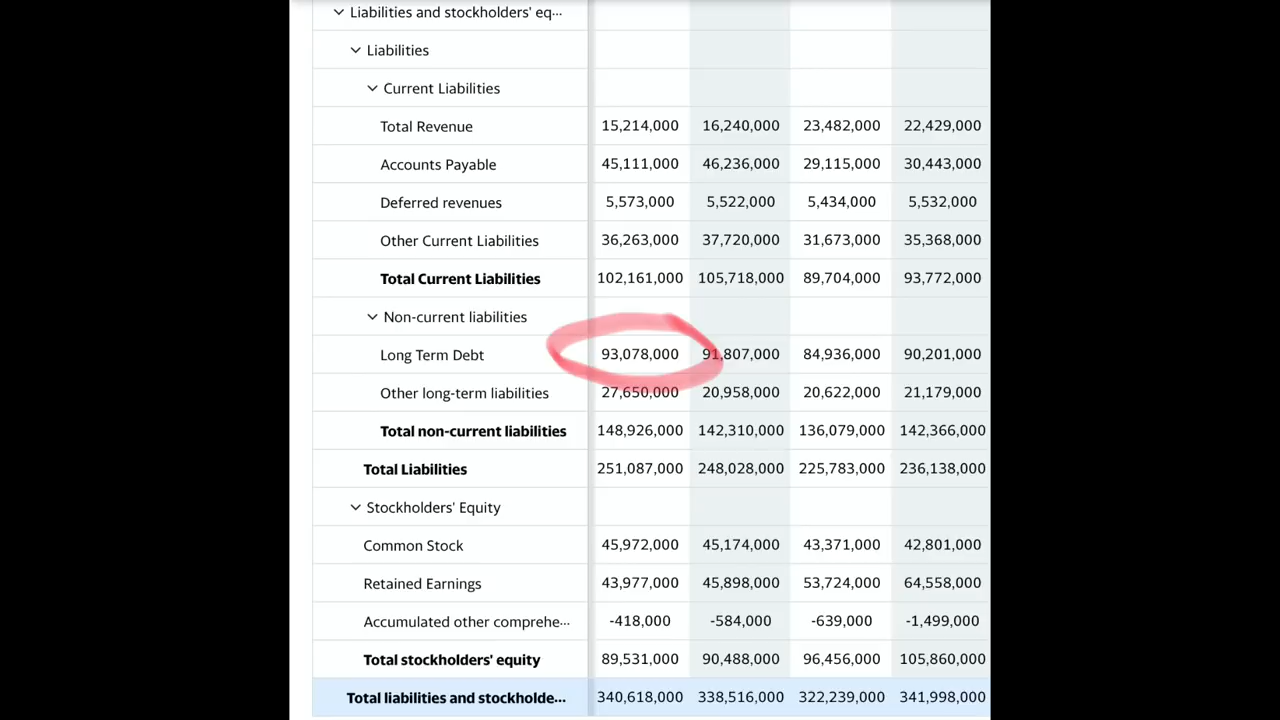 Liabilities and stockholders' eq...
Liabilities
Current Liabilities
Total Revenue 15,214,000 16,240,000 23,482,000 22,429,000
Accounts Payable 45,111,000 46,236,000 29,115,000 30,443,000
Deferred revenues 5,573,000 5,522,000 5,434,000 5,532,000
Other Current Liabilities 36,263,000 37,720,000 31,673,000 35,368,000
Total Current Liabilities 102,161,000 105,718,000 89,704,000 93,772,000
Non-current liabilities
Long Term Debt 93,078,000 91,807,000 84,936,000 90,201,000
Other long-term liabilities 27,650,000 20,958,000 20,622,000 21,179,000
Total non-current liabilities 148,926,000 142,310,000 136,079,000 142,366,000
Total Liabilities 251,087,000 248,028,000 225,783,000 236,138,000
Stockholders' Equity
Common Stock 45,972,000 45,174,000 43,371,000 42,801,000
Retained Earnings 43,977,000 45,898,000 53,724,000 64,558,000
Accumulated other comprehe... -418,000 -584,000 -639,000 -1,499,000
Total stockholders' equity 89,531,000 90,488,000 96,456,000 105,860,000
Total liabilities and stockholde... 340,618,000 338,516,000 322,239,000 341,998,000